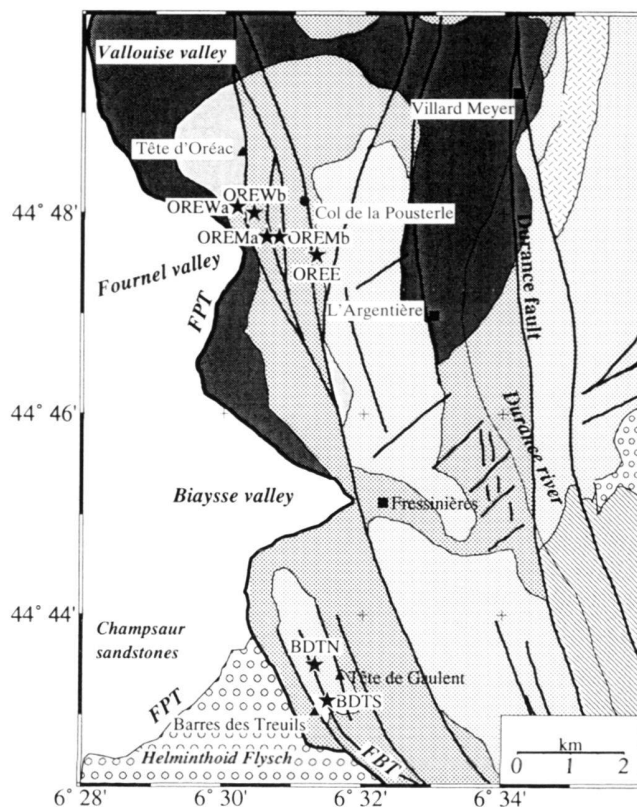 Vallouise valley
Villard Meyer
Tête d'Oréac
OREWb
OREWa
44° 48'
Col de la Pousterle
OREMa
OREMb
Durance fault
Fournel valley
OREE
FPT
L'Argentière
44° 46'
Durance river
Biaysse valley
Fressinières
44° 44'
Champsaur
sandstones
BDTN
Tête de Gaulent
BDTS
FPT
Barres des Treuils
FBT
Helminthoid Flysch
km
0 1 2
6° 28' 6° 30' 6° 32' 6° 34'